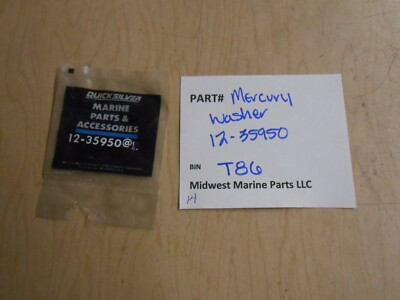 QUICKSILVER
MARINE
PARTS &
ACCESSORIES
12-35950@1
PART# Mercury
washer
12-35950
BIN T86
Midwest Marine Parts LLC